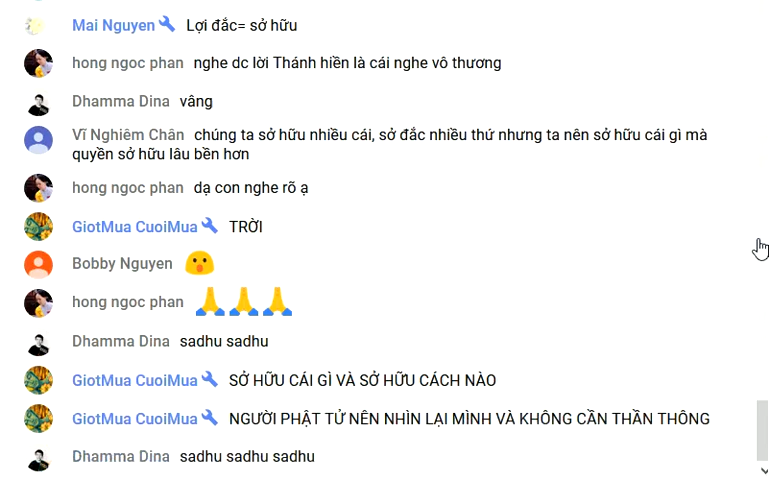 Mai Nguyen Lợi đắc= sở hữu
hong ngoc phan nghe dc lời Thánh hiền là cái nghe vô thương
Dhamma Dina vâng
Vĩ Nghiêm Chân chúng ta sở hữu nhiều cái, sở đắc nhiều thứ nhưng ta nên sở hữu cái gì mà
quyền sở hữu lâu bền hơn
hong ngoc phan dạ con nghe rõ ạ
GiotMua CuoiMua TRỜI
Bobby Nguyen 😮
hong ngoc phan 🙏🙏🙏
Dhamma Dina sadhu sadhu
GiotMua CuoiMua SỞ HỮU CÁI GÌ VÀ SỞ HỮU CÁCH NÀO
GiotMua CuoiMua NGƯỜI PHẬT TỬ NÊN NHÌN LẠI MÌNH VÀ KHÔNG CẦN THẦN THÔNG
Dhamma Dina sadhu sadhu sadhu